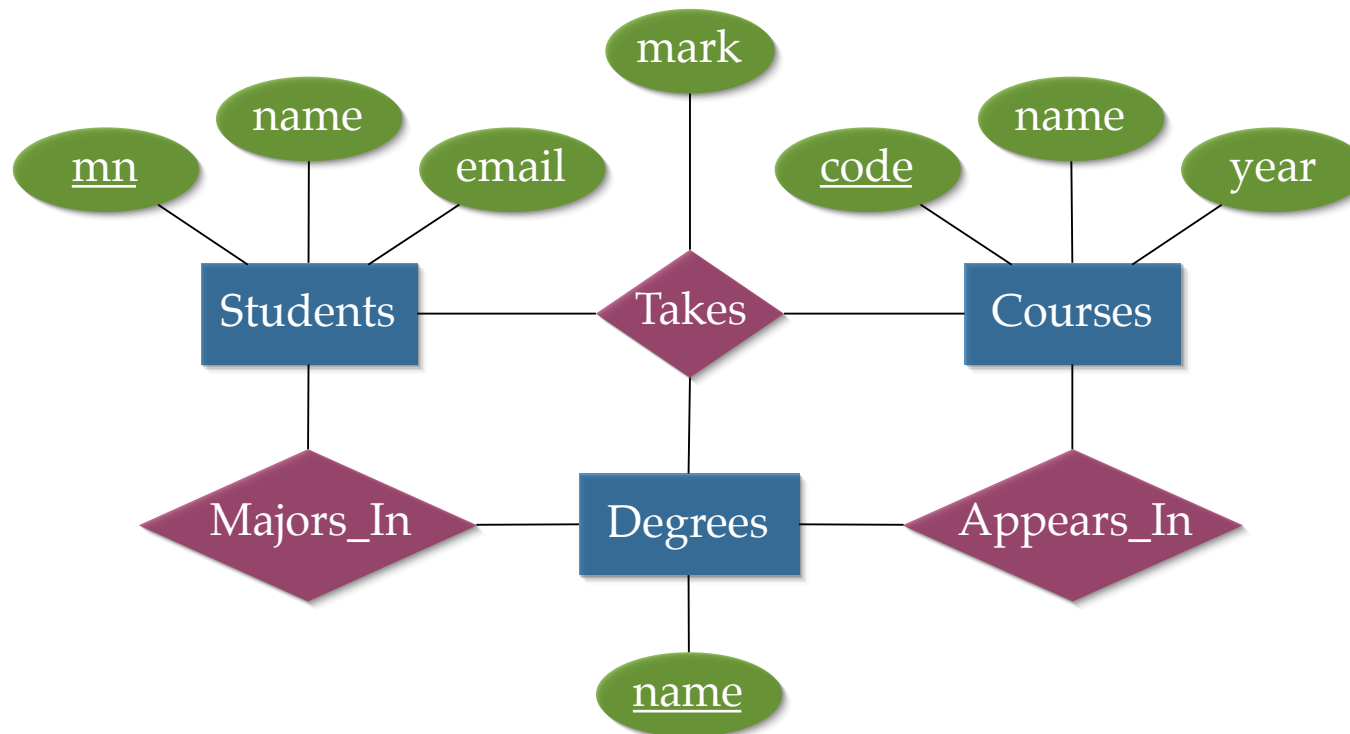 mark
name
name
mn
email
code
year
Students
Takes
Courses
Majors_In
Degrees
Appears_In
name